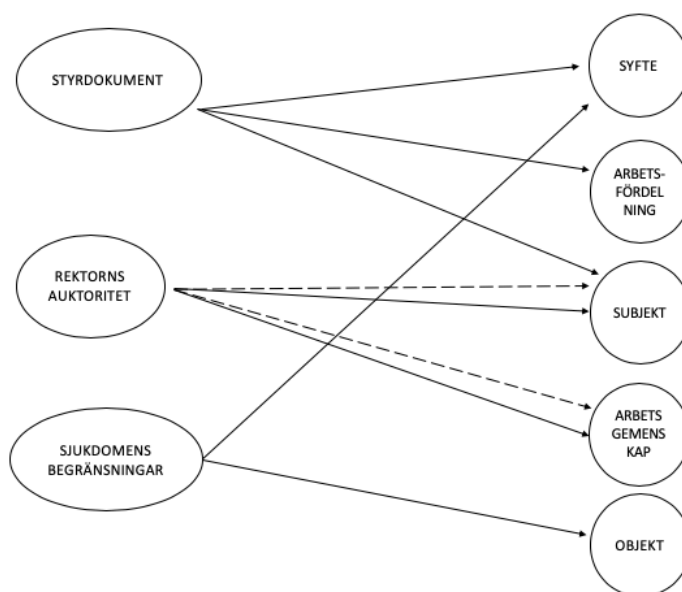 STYRDOKUMENT
SYFTE
ARBETS-
FÖRDEL
NING
REKTORNS
AUKTORITET
SUBJEKT
ARBETS
GEMENS
KAP
SJUKDOMENS
BEGRÄNSNINGAR
OBJEKT